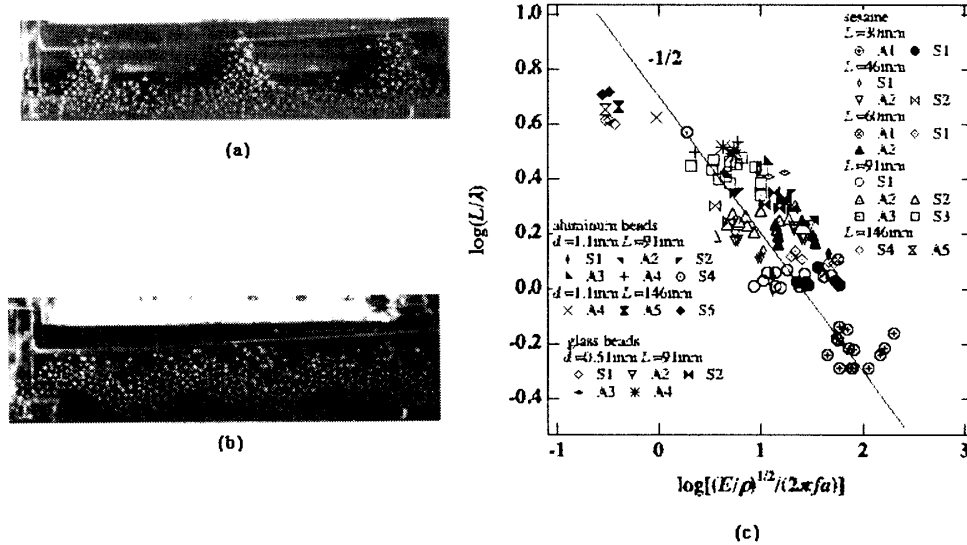 (a)
(b)
log(L/λ)
1.0
0.8
0.6
0.4
0.2
0.0
-0.2
-0.4
-1
0
1
2
3
log[(E/ρ)^1/2/(2πfa)]
(c)
-1/2
sesame
L=30mm
A1 S1
L=46mm
S1
A2 S2
L=60mm
A1 S1
A2
L=91mm
S1
A2 S2
A3 S3
L=146mm
S4 A5
aluminum beads
d=1.1mm L=91mm
S1 A2 S2
A3 A4 S4
d=1.1mm L=146mm
A4 A5 S5
glass beads
d=0.51mm L=91mm
S1 A2 S2
A3 A4